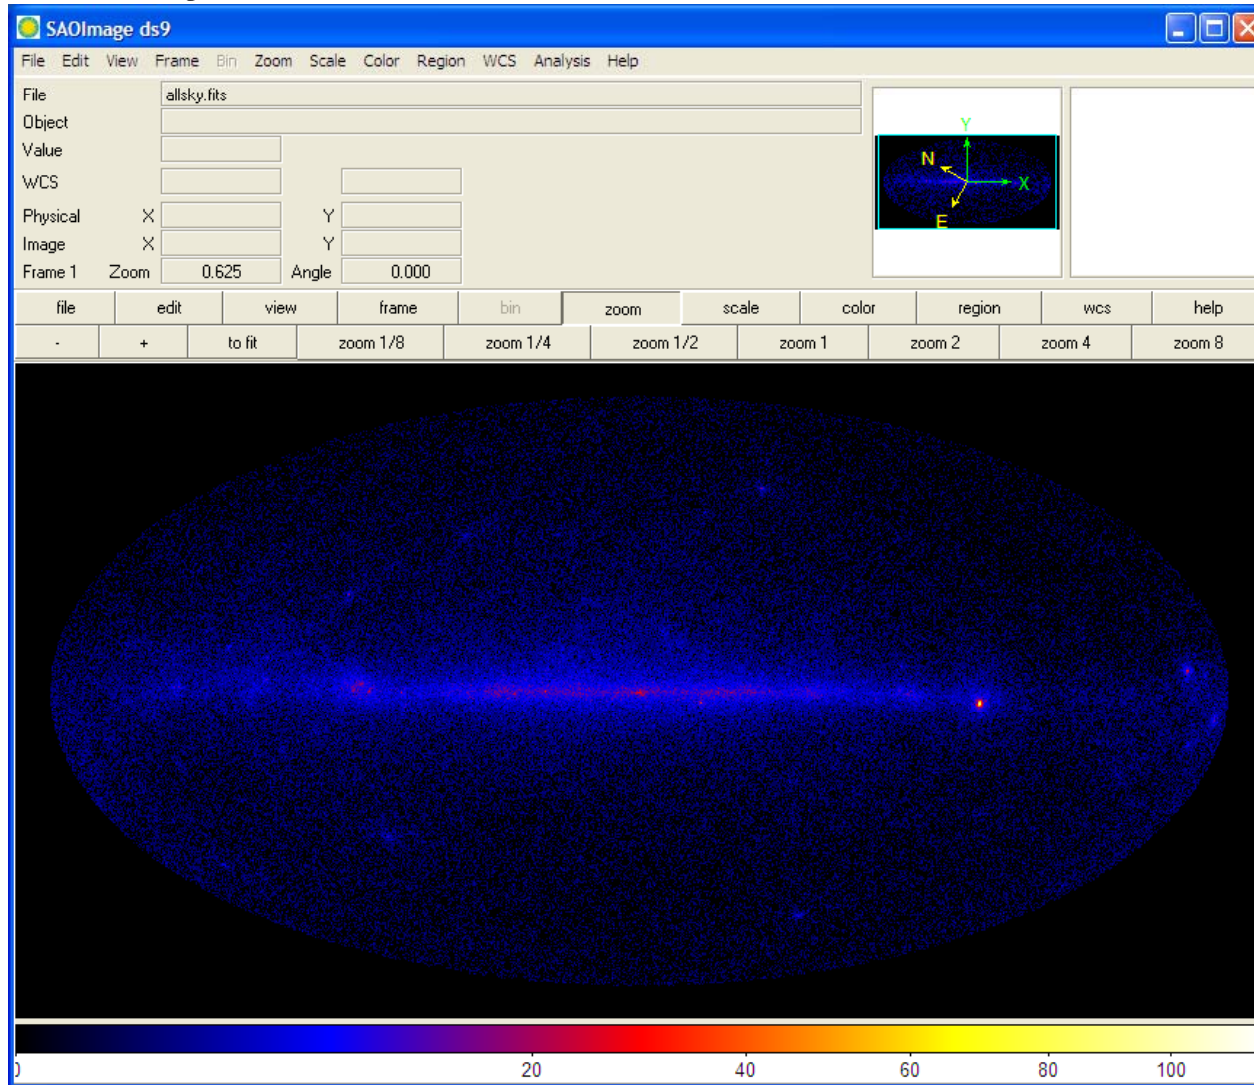 SAOImage ds9
File Edit View Frame Bin Zoom Scale Color Region WCS Analysis Help
File allsky.fits
Object
Value
WCS
Physical X Y
Image X Y
Frame 1 Zoom 0.625 Angle 0.000
Y
N
X
E
file edit view frame bin zoom scale color region wcs help
- + to fit zoom 1/8 zoom 1/4 zoom 1/2 zoom 1 zoom 2 zoom 4 zoom 8
0 20 40 60 80 100